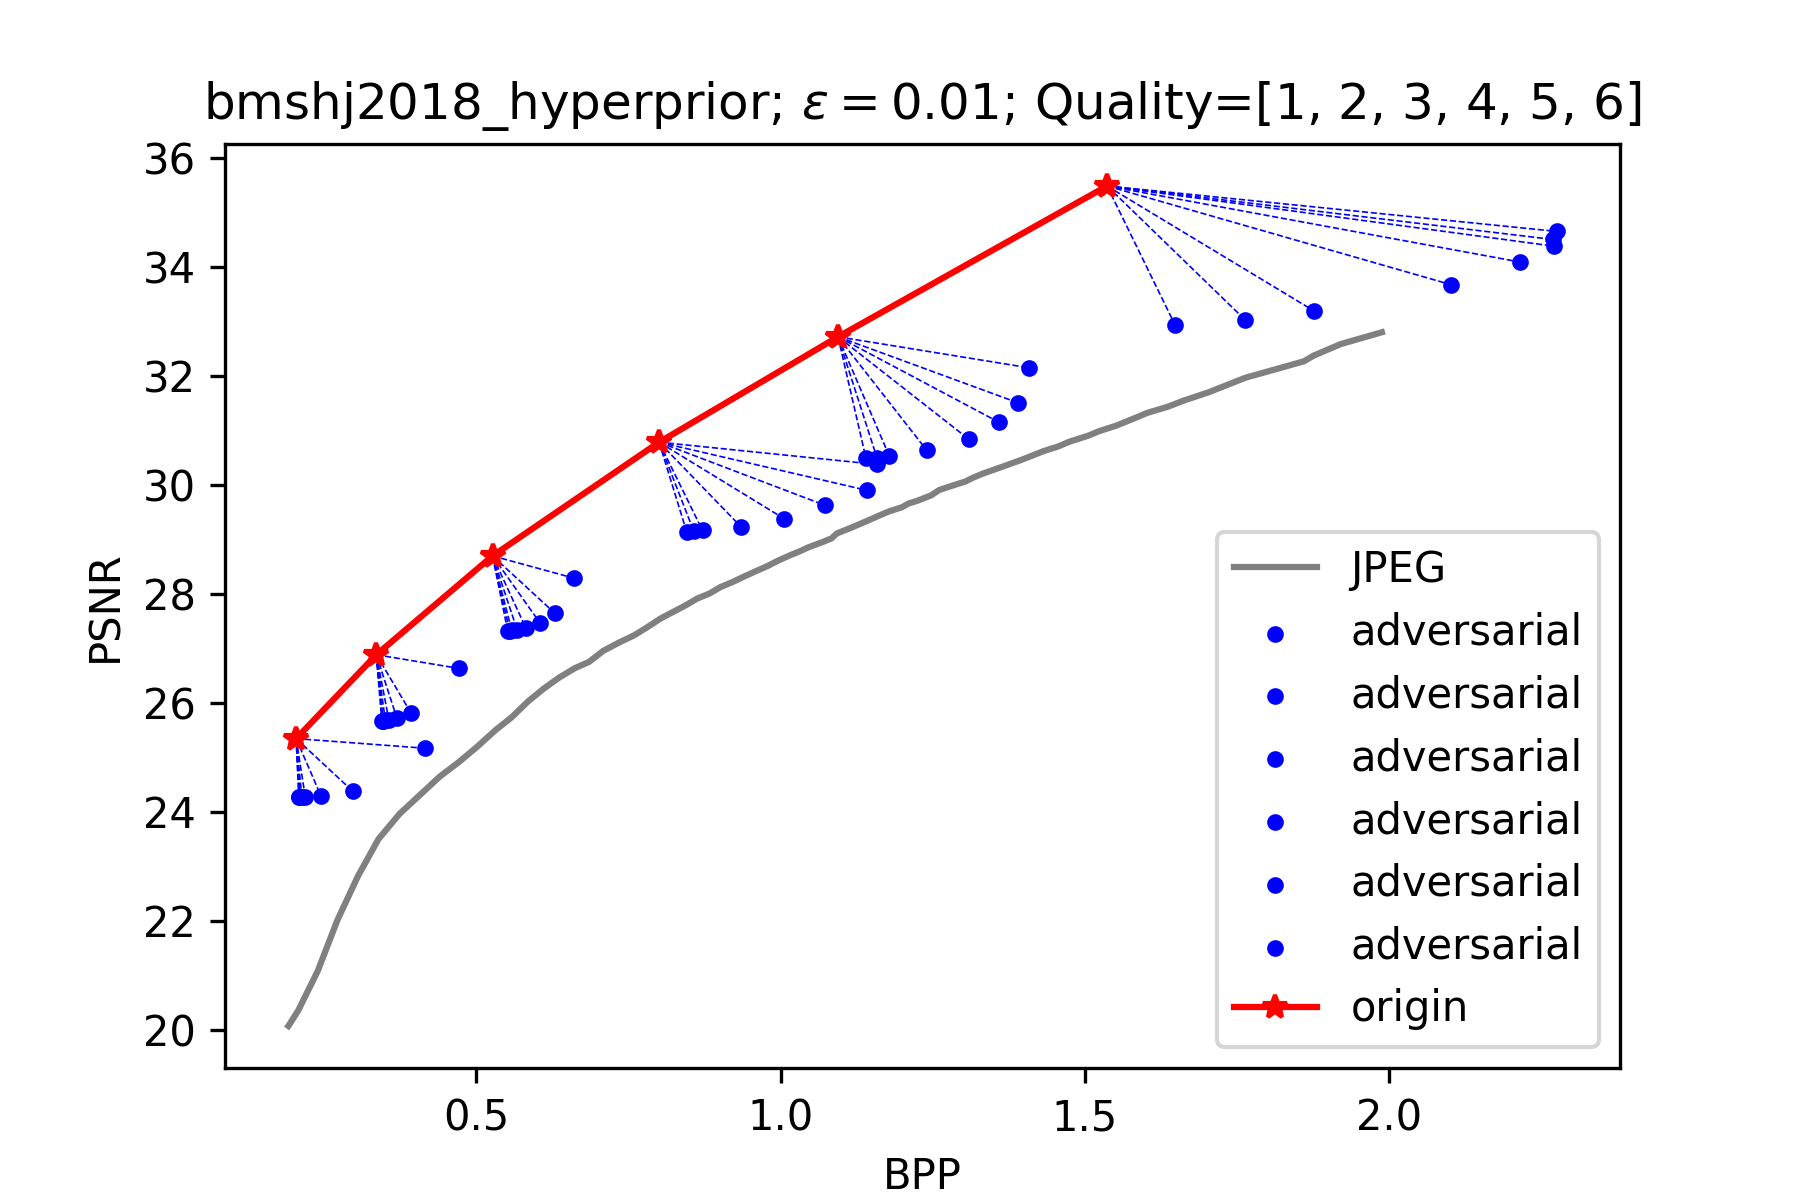 bmshj2018_hyperprior; ε = 0.01; Quality=[1, 2, 3, 4, 5, 6]
36
34
32
30
28
26
24
22
20
PSNR
JPEG
adversarial
adversarial
adversarial
adversarial
adversarial
adversarial
origin
0.5
1.0
1.5
2.0
BPP